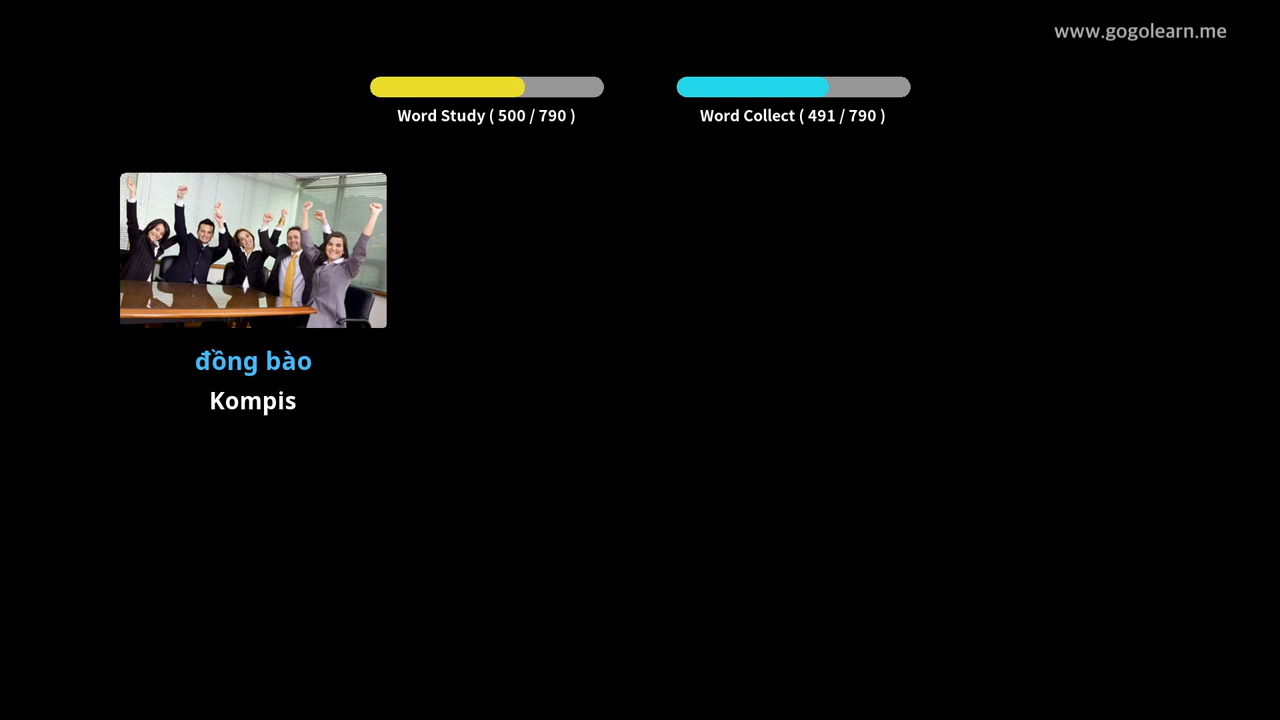 www.gogolearn.me
Word Study ( 500 / 790 )
Word Collect ( 491 / 790 )
đồng bào
Kompis